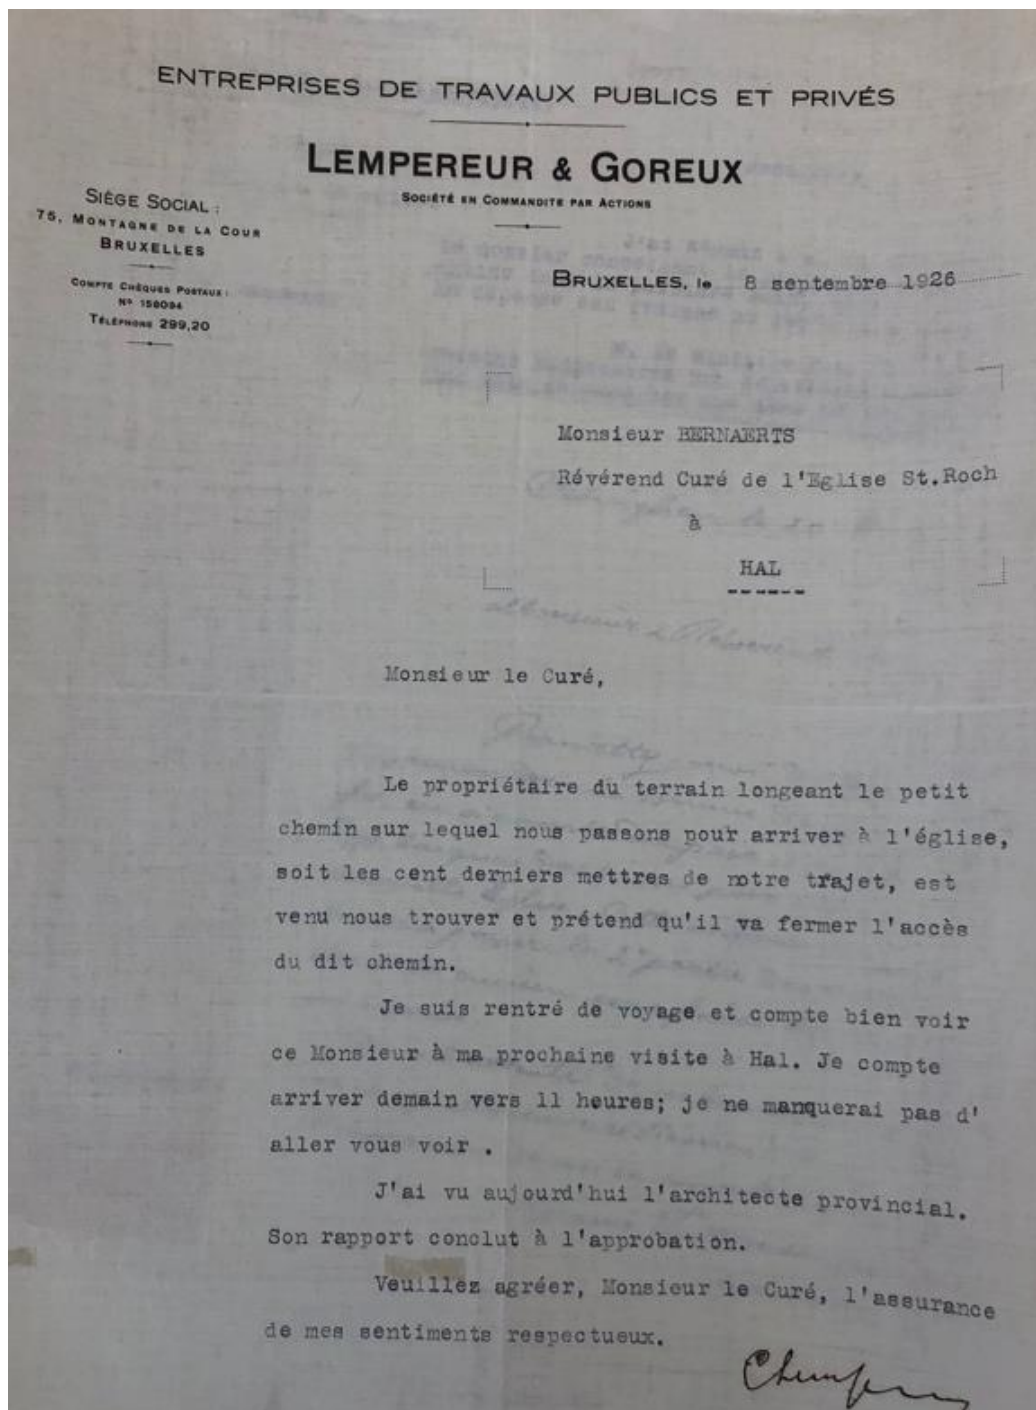 ENTREPRISES DE TRAVAUX PUBLICS ET PRIVÉS
LEMPEREUR & GOREUX
SOCIÉTÉ EN COMMANDITE PAR ACTIONS
SIÈGE SOCIAL :
75, MONTAGNE DE LA COUR
BRUXELLES
COMPTE CHÈQUES POSTAUX :
Nº 159094
TÉLÉPHONE 299,20
BRUXELLES, le 8 septembre 1926
Monsieur BERNAERTS
Révérend Curé de l'Eglise St.Roch
à
HAL
Monsieur le Curé,
Le propriétaire du terrain longeant le petit
chemin sur lequel nous passons pour arriver à l'église,
soit les cent derniers mettres de notre trajet, est
venu nous trouver et prétend qu'il va fermer l'accès
du dit chemin.
Je suis rentré de voyage et compte bien voir
ce Monsieur à ma prochaine visite à Hal. Je compte
arriver demain vers 11 heures; je ne manquerai pas d'
aller vous voir .
J'ai vu aujourd'hui l'architecte provincial.
Son rapport conclut à l'approbation.
Veuillez agréer, Monsieur le Curé, l'assurance
de mes sentiments respectueux.